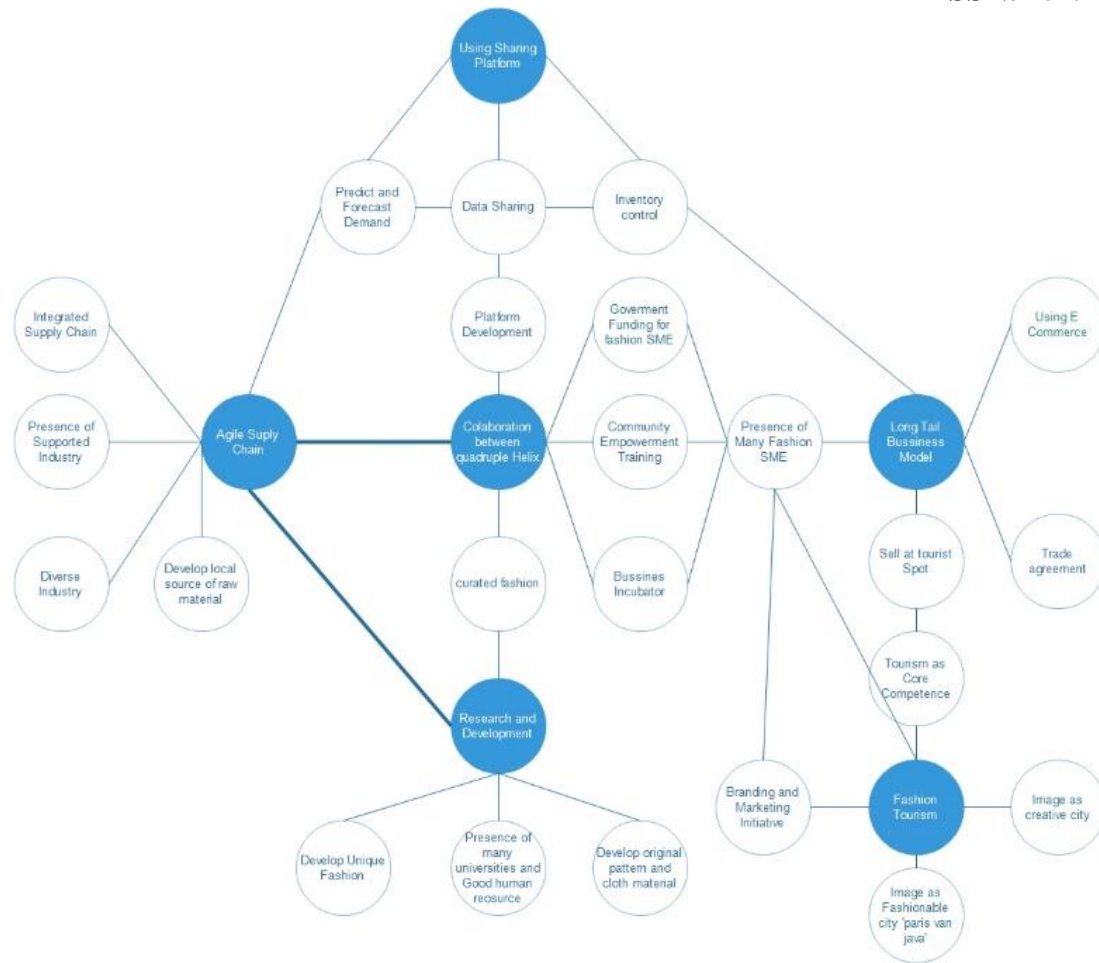 Using Sharing
Platform
Predict and
Forecast
Demand
Data Sharing
Inventory
control
Integrated
Supply Chain
Platform
Development
Goverment
Funding for
fashion SME
Using E
Commerce
Presence of
Supported
Industry
Agile Suply
Chain
Colaboration
between
quadruple Helix
Community
Empowerment
Training
Presence of
Many Fashion
SME
Long Tail
Bussiness
Model
Diverse
Industry
Develop local
source of raw
material
curated fashion
Bussines
Incubator
Sell at tourist
Spot
Trade
agreement
Tourism as
Core
Competence
Research and
Development
Branding and
Marketing
Initiative
Fashion
Tourism
Image as
creative city
Develop Unique
Fashion
Presence of
many
universities and
Good human
reosurce
Develop original
pattern and
cloth material
Image as
Fashionable
city 'paris van
java'